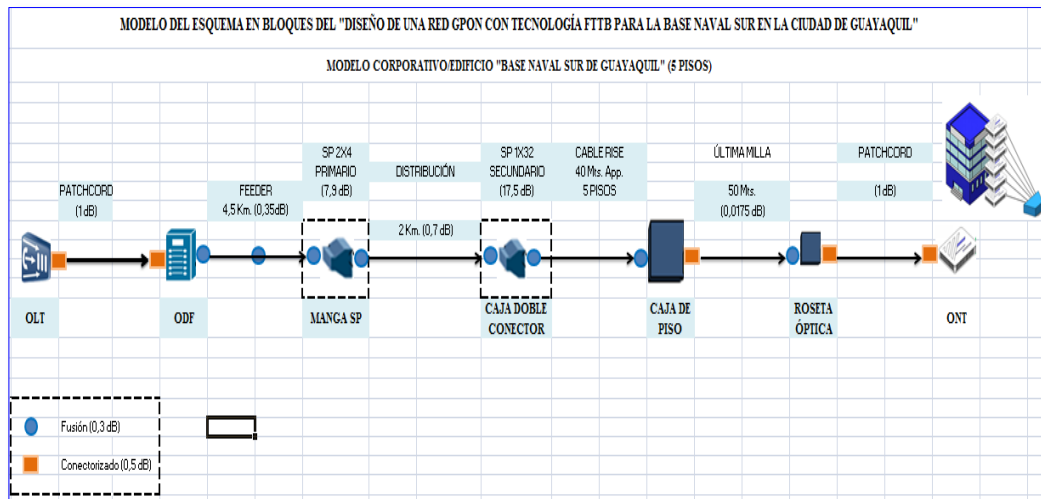 MODELO DEL ESQUEMA EN BLOQUES DEL "DISEÑO DE UNA RED GPON CON TECNOLOGÍA FTTB PARA LA BASE NAVAL SUR EN LA CIUDAD DE GUAYAQUIL"
MODELO CORPORATIVO/EDIFICIO "BASE NAVAL SUR DE GUAYAQUIL" (5 PISOS)
PATCHCORD
(1 dB)
FEEDER
4,5 Km. (0,35dB)
SP 2X4
PRIMARIO
(7,9 dB)
DISTRIBUCIÓN
2 Km. (0,7 dB)
SP 1X32
SECUNDARIO
(17,5 dB)
CABLE RISE
40 Mts. App.
5 PISOS
ÚLTIMA MILLA
50 Mts.
(0,0175 dB)
PATCHCORD
(1dB)
OLT
ODF
MANGA SP
CAJA DOBLE
CONECTOR
CAJA DE
PISO
ROSETA
ÓPTICA
ONT
Fusión (0,3 dB)
Conectorizado (0,5 dB)